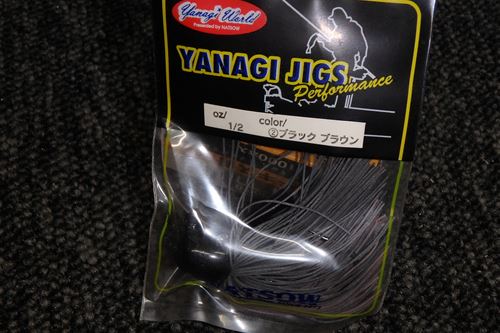 Yanagi World
Presented by NATSOW
YANAGI JIGS
Performance
oz/ color/
1/2 ②ブラック ブラウン
ATSOW